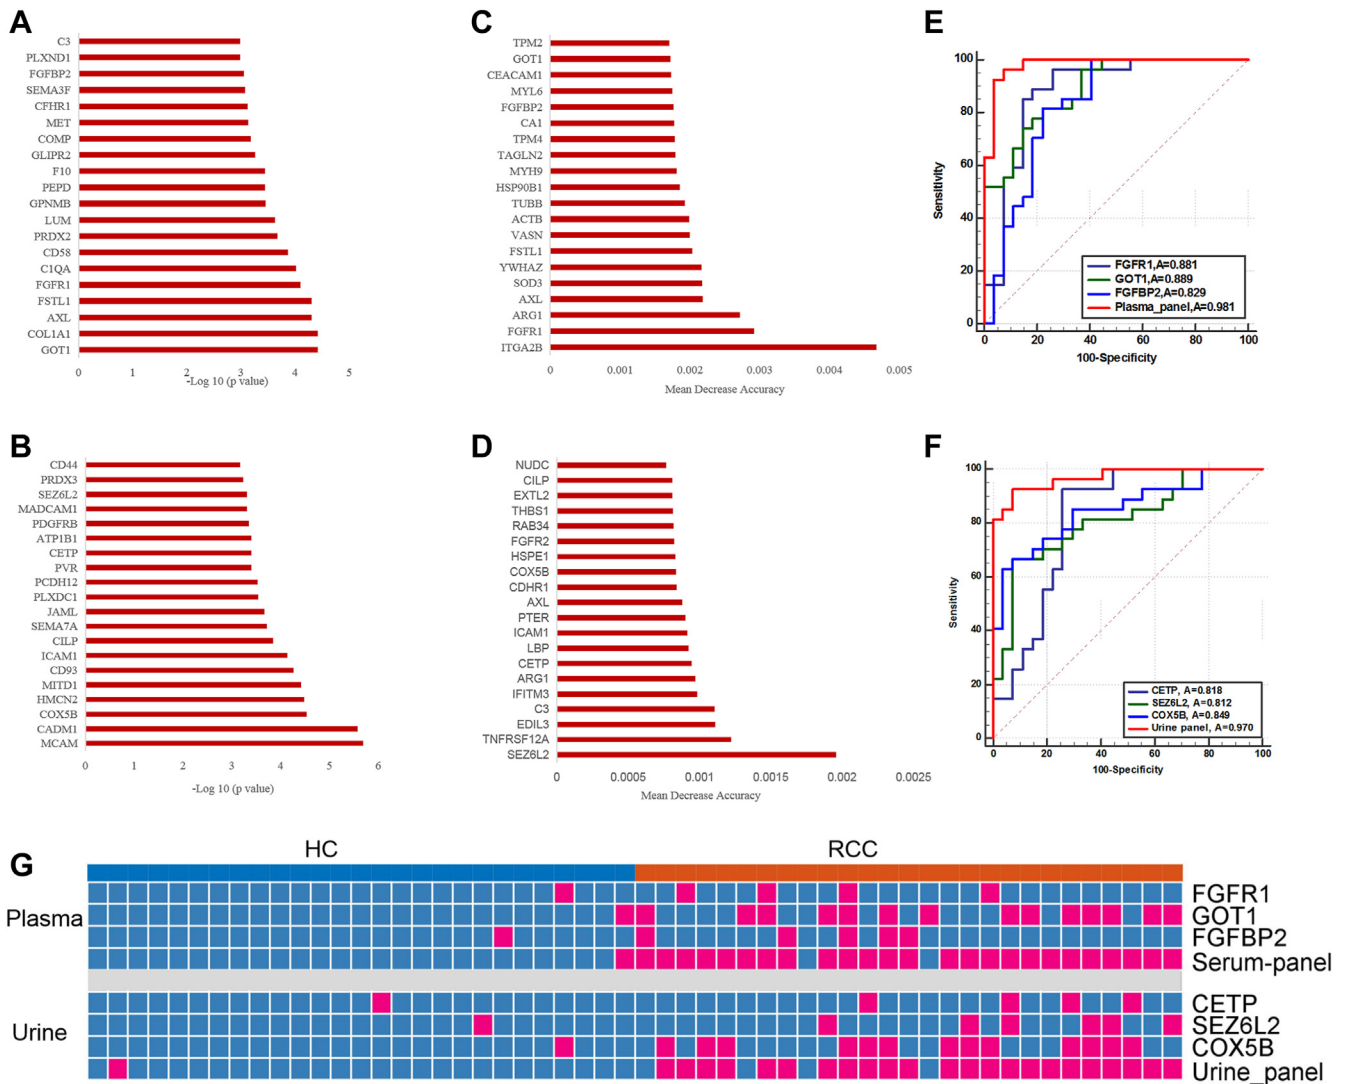 A
C3
PLXND1
FGFBP2
SEMA3F
CFHR1
MET
COMP
GLIPR2
F10
PEPD
GPNMB
LUM
PRDX2
CD58
C1QA
FGFR1
FSTL1
AXL
COL1A1
GOT1
0 1 2 3 4 5
-Log 10 (p value)
C
TPM2
GOT1
CEACAM1
MYL6
FGFBP2
CA1
TPM4
TAGLN2
MYH9
HSP90B1
TUBB
ACTB
VASN
FSTL1
YWHAZ
SOD3
AXL
ARG1
FGFR1
ITGA2B
0 0.001 0.002 0.003 0.004 0.005
Mean Decrease Accuracy
E
100
80
60
40
20
0
Sensitivity
FGFR1,A=0.881
GOT1,A=0.889
FGFBP2,A=0.829
Plasma_panel,A=0.981
0 20 40 60 80 100
100-Specificity
B
CD44
PRDX3
SEZ6L2
MADCAM1
PDGFRB
ATP1B1
CETP
PVR
PCDH12
PLXDC1
JAML
SEMA7A
CILP
ICAM1
CD93
MITD1
HMCN2
COX5B
CADM1
MCAM
0 1 2 3 4 5 6
-Log 10 (p value)
D
NUDC
CILP
EXTL2
THBS1
RAB34
FGFR2
HSPE1
COX5B
CDHR1
AXL
PTER
ICAM1
LBP
CETP
ARG1
IFITM3
C3
EDIL3
TNFRSF12A
SEZ6L2
0 0.0005 0.001 0.0015 0.002 0.0025
Mean Decrease Accuracy
F
100
80
60
40
20
0
Sensitivity
CETP, A=0.818
SEZ6L2, A=0.812
COX5B, A=0.849
Urine panel, A=0.970
0 20 40 60 80 100
100-Specificity
G
HC RCC
Plasma
FGFR1
GOT1
FGFBP2
Serum-panel
Urine
CETP
SEZ6L2
COX5B
Urine_panel